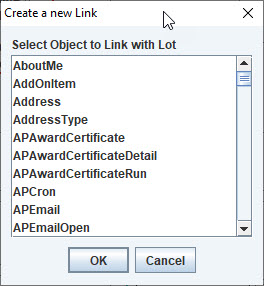 Create a new Link
Select Object to Link with Lot
AboutMe
AddOnItem
Address
AddressType
APAwardCertificate
APAwardCertificateDetail
APAwardCertificateRun
APCron
APEmail
APEmailOpen
OK
Cancel